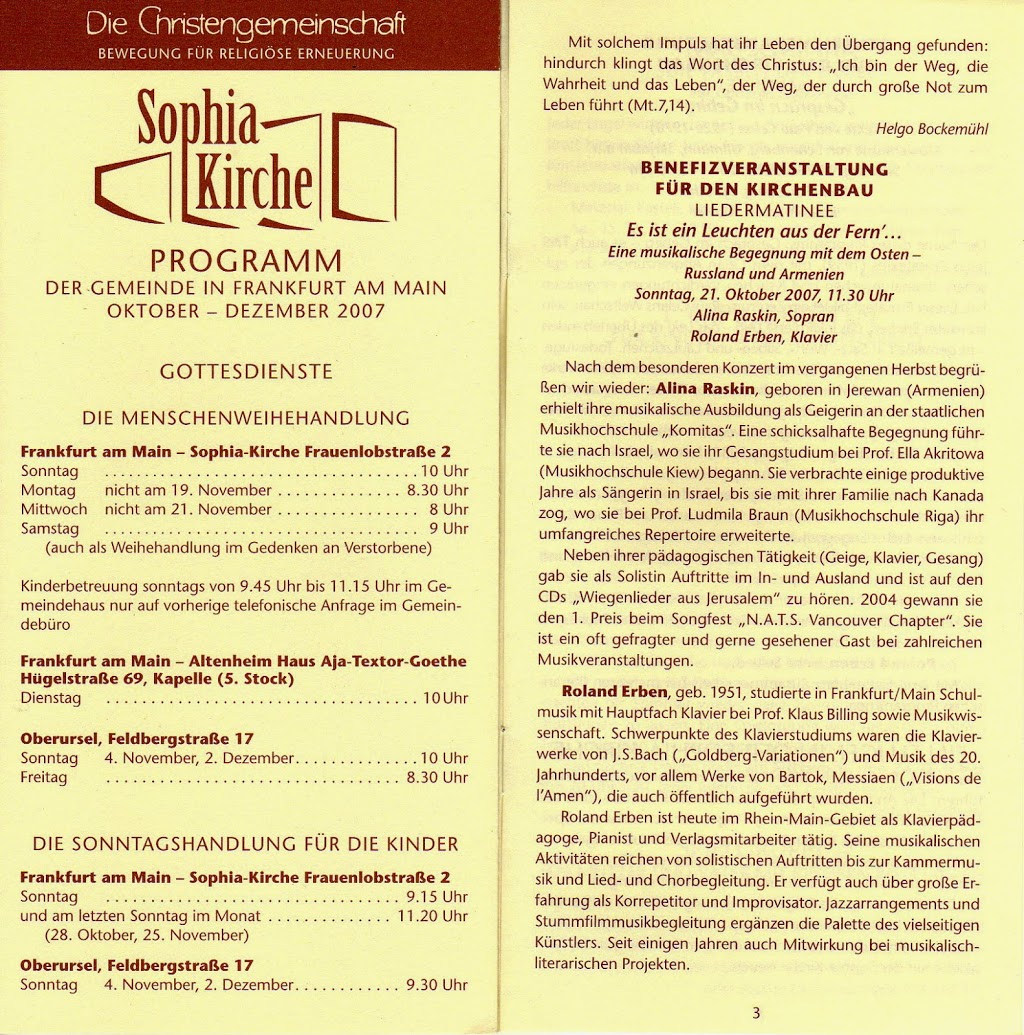 Die Christengemeinschaft
BEWEGUNG FÜR RELIGIÖSE ERNEUERUNG
Sophia
Kirche
PROGRAMM
DER GEMEINDE IN FRANKFURT AM MAIN
OKTOBER – DEZEMBER 2007
GOTTESDIENSTE
DIE MENSCHENWEIHEHANDLUNG
Frankfurt am Main – Sophia-Kirche Frauenlobstraße 2
Sonntag . . . . . . . . . . . . . . . . . . . . . . . . . . . . . . 10 Uhr
Montag nicht am 19. November . . . . . . . . . . . . . 8.30 Uhr
Mittwoch nicht am 21. November . . . . . . . . . . . . . . . 8 Uhr
Samstag . . . . . . . . . . . . . . . . . . . . . . . . . . . . . . 9 Uhr
(auch als Weihehandlung im Gedenken an Verstorbene)
Kinderbetreuung sonntags von 9.45 Uhr bis 11.15 Uhr im Ge-
meindehaus nur auf vorherige telefonische Anfrage im Gemein-
debüro
Frankfurt am Main – Altenheim Haus Aja-Textor-Goethe
Hügelstraße 69, Kapelle (5. Stock)
Dienstag . . . . . . . . . . . . . . . . . . . . . . . . . . . . . . 10 Uhr
Oberursel, Feldbergstraße 17
Sonntag 4. November, 2. Dezember. . . . . . . . . . . . 10 Uhr
Freitag . . . . . . . . . . . . . . . . . . . . . . . . . . . . 8.30 Uhr
DIE SONNTAGSHANDLUNG FÜR DIE KINDER
Frankfurt am Main – Sophia-Kirche Frauenlobstraße 2
Sonntag . . . . . . . . . . . . . . . . . . . . . . . . . . . . 9.15 Uhr
und am letzten Sonntag im Monat . . . . . . . . . . . . 11.20 Uhr
(28. Oktober, 25. November)
Oberursel, Feldbergstraße 17
Sonntag 4. November, 2. Dezember. . . . . . . . . . . 9.30 Uhr
Mit solchem Impuls hat ihr Leben den Übergang gefunden:
hindurch klingt das Wort des Christus: „Ich bin der Weg, die
Wahrheit und das Leben“, der Weg, der durch große Not zum
Leben führt (Mt.7,14).
Helgo Bockemühl
BENEFIZVERANSTALTUNG
FÜR DEN KIRCHENBAU
LIEDERMATINEE
Es ist ein Leuchten aus der Fern’…
Eine musikalische Begegnung mit dem Osten –
Russland und Armenien
Sonntag, 21. Oktober 2007, 11.30 Uhr
Alina Raskin, Sopran
Roland Erben, Klavier
Nach dem besonderen Konzert im vergangenen Herbst begrü-
ßen wir wieder: Alina Raskin, geboren in Jerewan (Armenien)
erhielt ihre musikalische Ausbildung als Geigerin an der staatlichen
Musikhochschule „Komitas“. Eine schicksalhafte Begegnung führ-
te sie nach Israel, wo sie ihr Gesangstudium bei Prof. Ella Akritowa
(Musikhochschule Kiew) begann. Sie verbrachte einige produktive
Jahre als Sängerin in Israel, bis sie mit ihrer Familie nach Kanada
zog, wo sie bei Prof. Ludmila Braun (Musikhochschule Riga) ihr
umfangreiches Repertoire erweiterte.
Neben ihrer pädagogischen Tätigkeit (Geige, Klavier, Gesang)
gab sie als Solistin Auftritte im In- und Ausland und ist auf den
CDs „Wiegenlieder aus Jerusalem“ zu hören. 2004 gewann sie
den 1. Preis beim Songfest „N.A.T.S. Vancouver Chapter“. Sie
ist ein oft gefragter und gerne gesehener Gast bei zahlreichen
Musikveranstaltungen.
Roland Erben, geb. 1951, studierte in Frankfurt/Main Schul-
musik mit Hauptfach Klavier bei Prof. Klaus Billing sowie Musikwis-
senschaft. Schwerpunkte des Klavierstudiums waren die Klavier-
werke von J.S.Bach („Goldberg-Variationen“) und Musik des 20.
Jahrhunderts, vor allem Werke von Bartok, Messiaen („Visions de
l’Amen“), die auch öffentlich aufgeführt wurden.
Roland Erben ist heute im Rhein-Main-Gebiet als Klavierpäd-
agoge, Pianist und Verlagsmitarbeiter tätig. Seine musikalischen
Aktivitäten reichen von solistischen Auftritten bis zur Kammermu-
sik und Lied- und Chorbegleitung. Er verfügt auch über große Er-
fahrung als Korrepetitor und Improvisator. Jazzarrangements und
Stummfilmmusikbegleitung ergänzen die Palette des vielseitigen
Künstlers. Seit einigen Jahren auch Mitwirkung bei musikalisch-
literarischen Projekten.
3